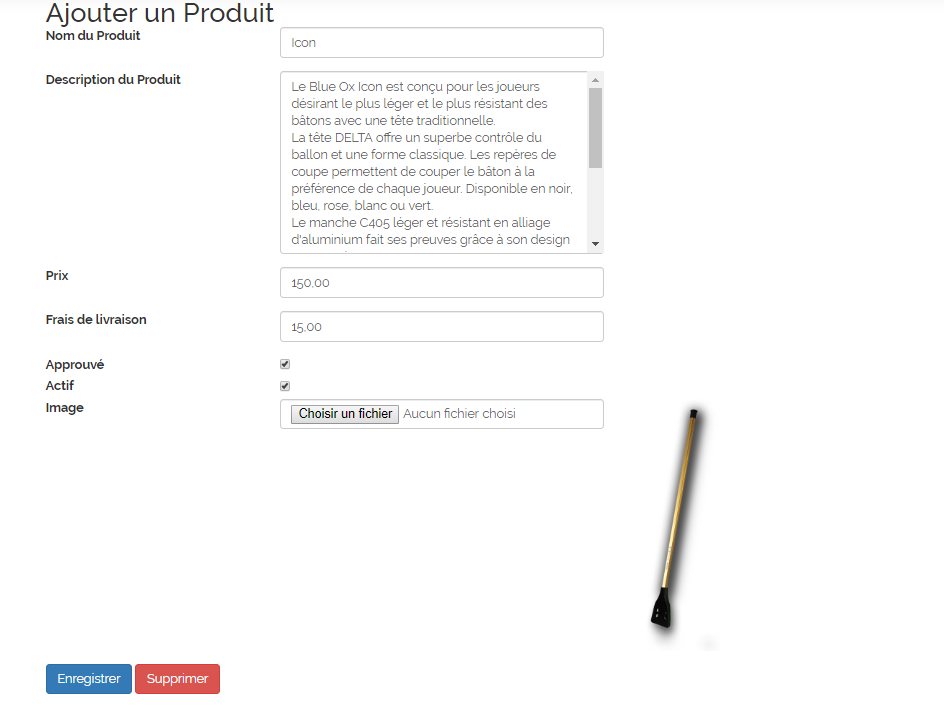 Ajouter un Produit
Nom du Produit
Icon
Description du Produit
Le Blue Ox Icon est conçu pour les joueurs
désirant le plus léger et le plus résistant des
bâtons avec une tête traditionnelle.
La tête DELTA offre un superbe contrôle du
ballon et une forme classique. Les repères de
coupe permettent de couper le bâton à la
préférence de chaque joueur. Disponible en noir,
bleu, rose, blanc ou vert.
Le manche C405 léger et résistant en alliage
d'aluminium fait ses preuves grâce à son design
Prix
150,00
Frais de livraison
15,00
Approuvé
Actif
Image
Choisir un fichier Aucun fichier choisi
Enregistrer Supprimer